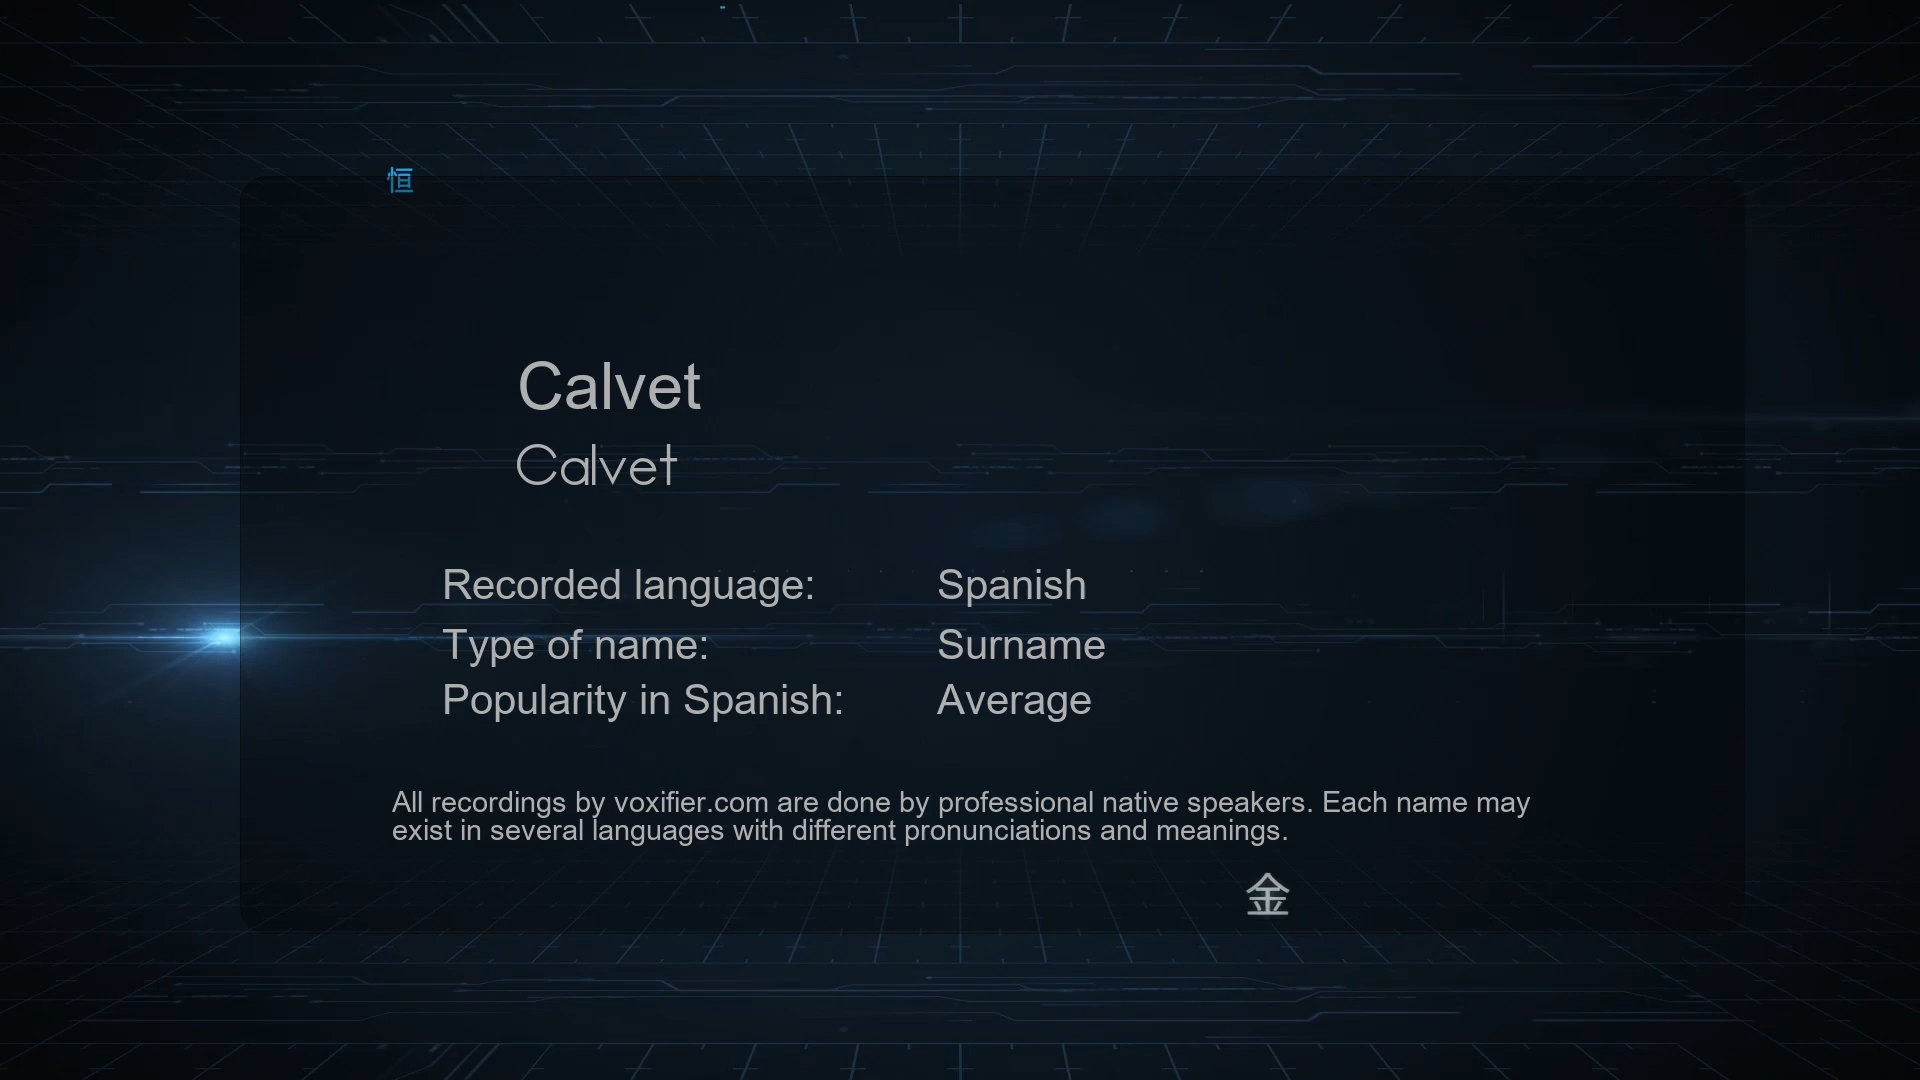 恒
Calvet
Calvet
Recorded language: Spanish
Type of name: Surname
Popularity in Spanish: Average
All recordings by voxifier.com are done by professional native speakers. Each name may
exist in several languages with different pronunciations and meanings.
金